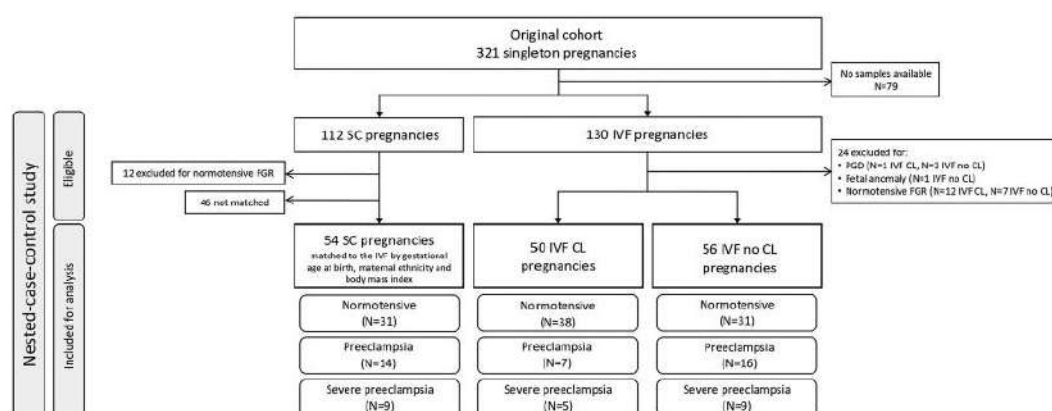 Original cohort
321 singleton pregnancies
No samples available
N=79
Nested-case-control study
Eligible
112 SC pregnancies
130 IVF pregnancies
12 excluded for normotensive FGR
46 not matched
24 excluded for:
• PGD (N=1 IVF CL, N=3 IVF no CL)
• Fetal anomaly (N=1 IVF no CL)
• Normotensive FGR (N=12 IVF CL, N=7 IVF no CL)
Included for analysis
54 SC pregnancies
matched to the IVF by gestational
age at birth, maternal ethnicity and
body mass index
50 IVF CL
pregnancies
56 IVF no CL
pregnancies
Normotensive
(N=31)
Normotensive
(N=38)
Normotensive
(N=31)
Preeclampsia
(N=14)
Preeclampsia
(N=7)
Preeclampsia
(N=16)
Severe preeclampsia
(N=9)
Severe preeclampsia
(N=5)
Severe preeclampsia
(N=9)